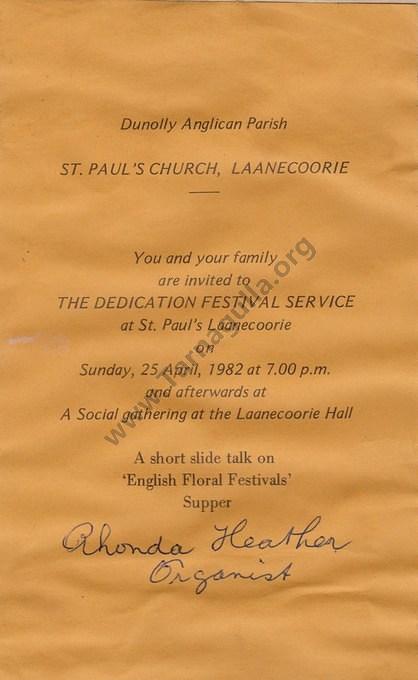 Dunolly Anglican Parish
ST. PAUL'S CHURCH, LAANECOORIE
You and your family
are invited to
THE DEDICATION FESTIVAL SERVICE
at St. Paul's Laanecoorie
on
Sunday, 25 April, 1982 at 7.00 p.m.
and afterwards at
A Social gathering at the Laanecoorie Hall
A short slide talk on
'English Floral Festivals'
Supper
Rhonda Heather
Organist
www.Tarnagulla.org